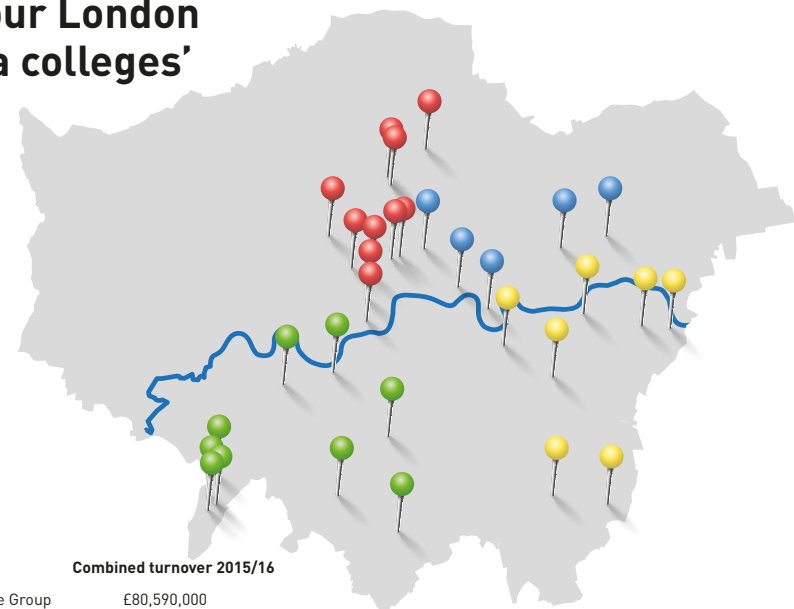 our London
a colleges’
Combined turnover 2015/16
e Group £80,590,000